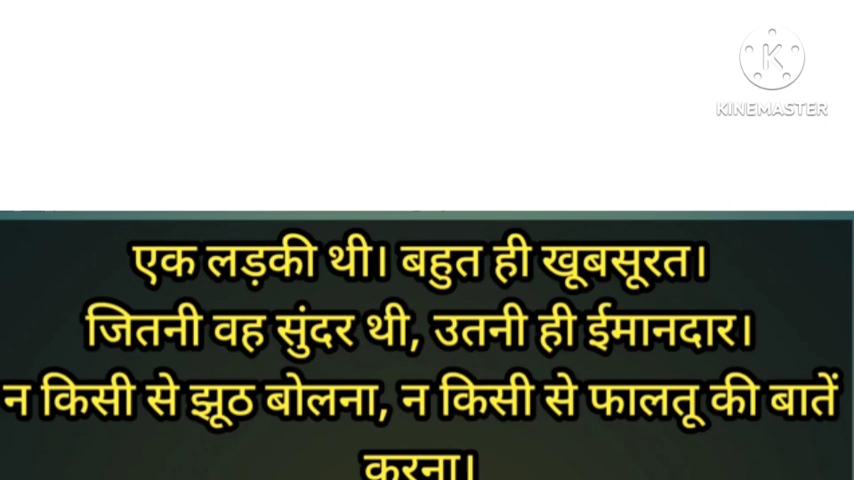 KINEMASTER
एक लड़की थी। बहुत ही खूबसूरत।
जितनी वह सुंदर थी, उतनी ही ईमानदार।
न किसी से झूठ बोलना, न किसी से फालतू की बातें
करना।